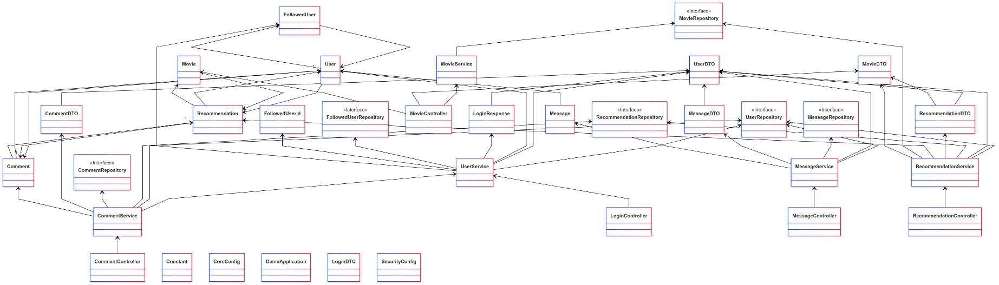 FollowedUser
«Interface»
MovieRepository
Movie
1
User
MovieService
UserDTO
MovieDTO
CommentDTO
1
Recommendation
FollowedUserId
«Interface»
FollowedUserRepository
MovieController
LoginResponse
Message
«Interface»
RecommendationRepository
MessageDTO
«Interface»
UserRepository
«Interface»
MessageRepository
RecommendationDTO
Comment
«Interface»
CommentRepository
UserService
MessageService
RecommendationService
CommentService
LoginController
MessageController
RecommendationController
CommentController
Constant
CorsConfig
DemoApplication
LoginDTO
SecurityConfig